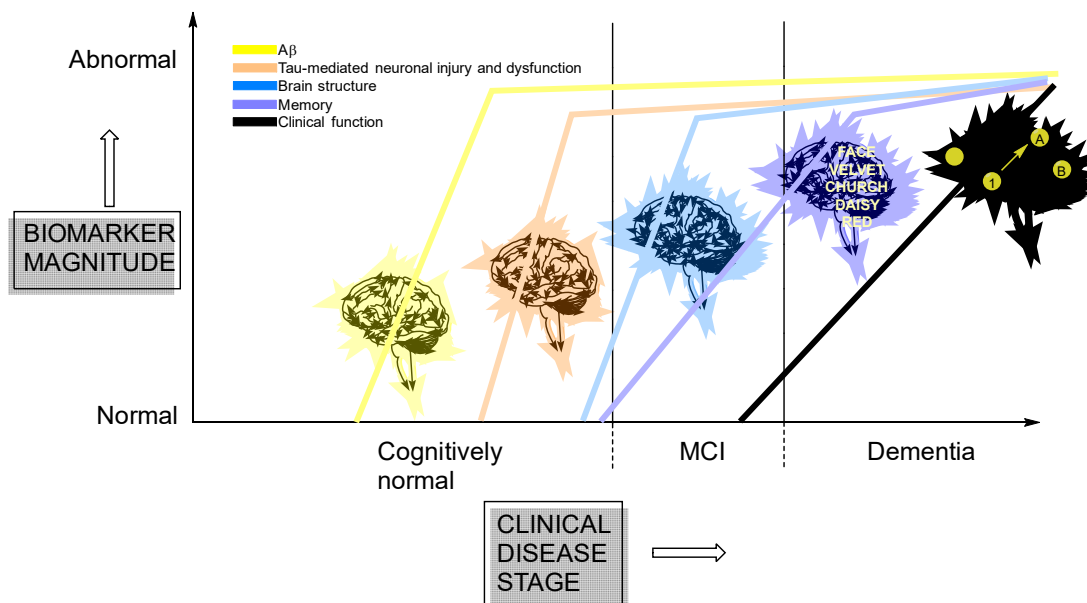 Abnormal
Aβ
Tau-mediated neuronal injury and dysfunction
Brain structure
Memory
Clinical function
FACE
VELVET
CHURCH
DAISY
RED
A
1
B
BIOMARKER
MAGNITUDE
Normal
Cognitively
normal
MCI
Dementia
CLINICAL
DISEASE
STAGE